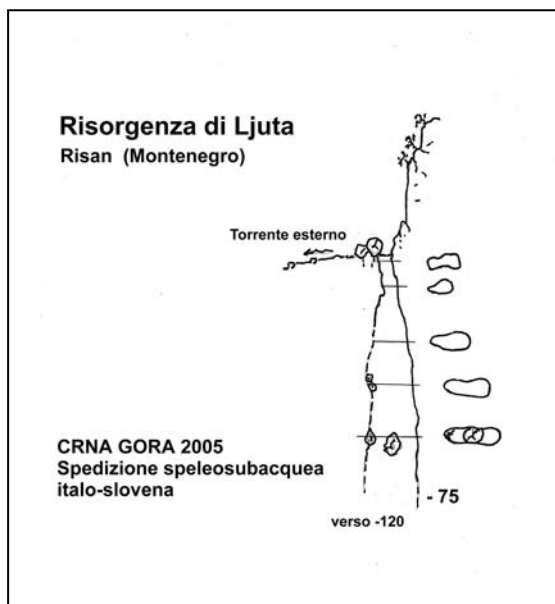 Risorgenza di Ljuta
Risan (Montenegro)
Torrente esterno
CRNA GORA 2005
Spedizione speleosubacquea
italo-slovena
- 75
verso -120